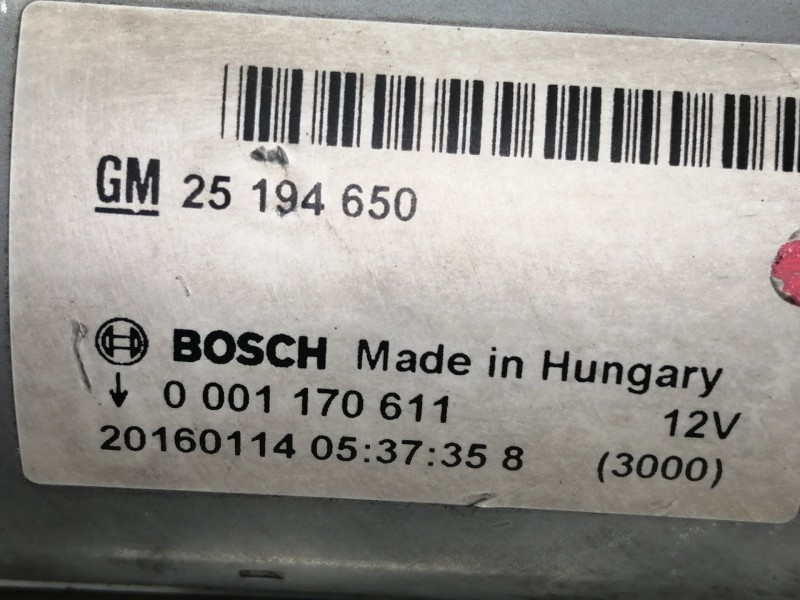 GM 25 194 650
BOSCH Made in Hungary
0 001 170 611 12V
20160114 05:37:35 8 (3000)